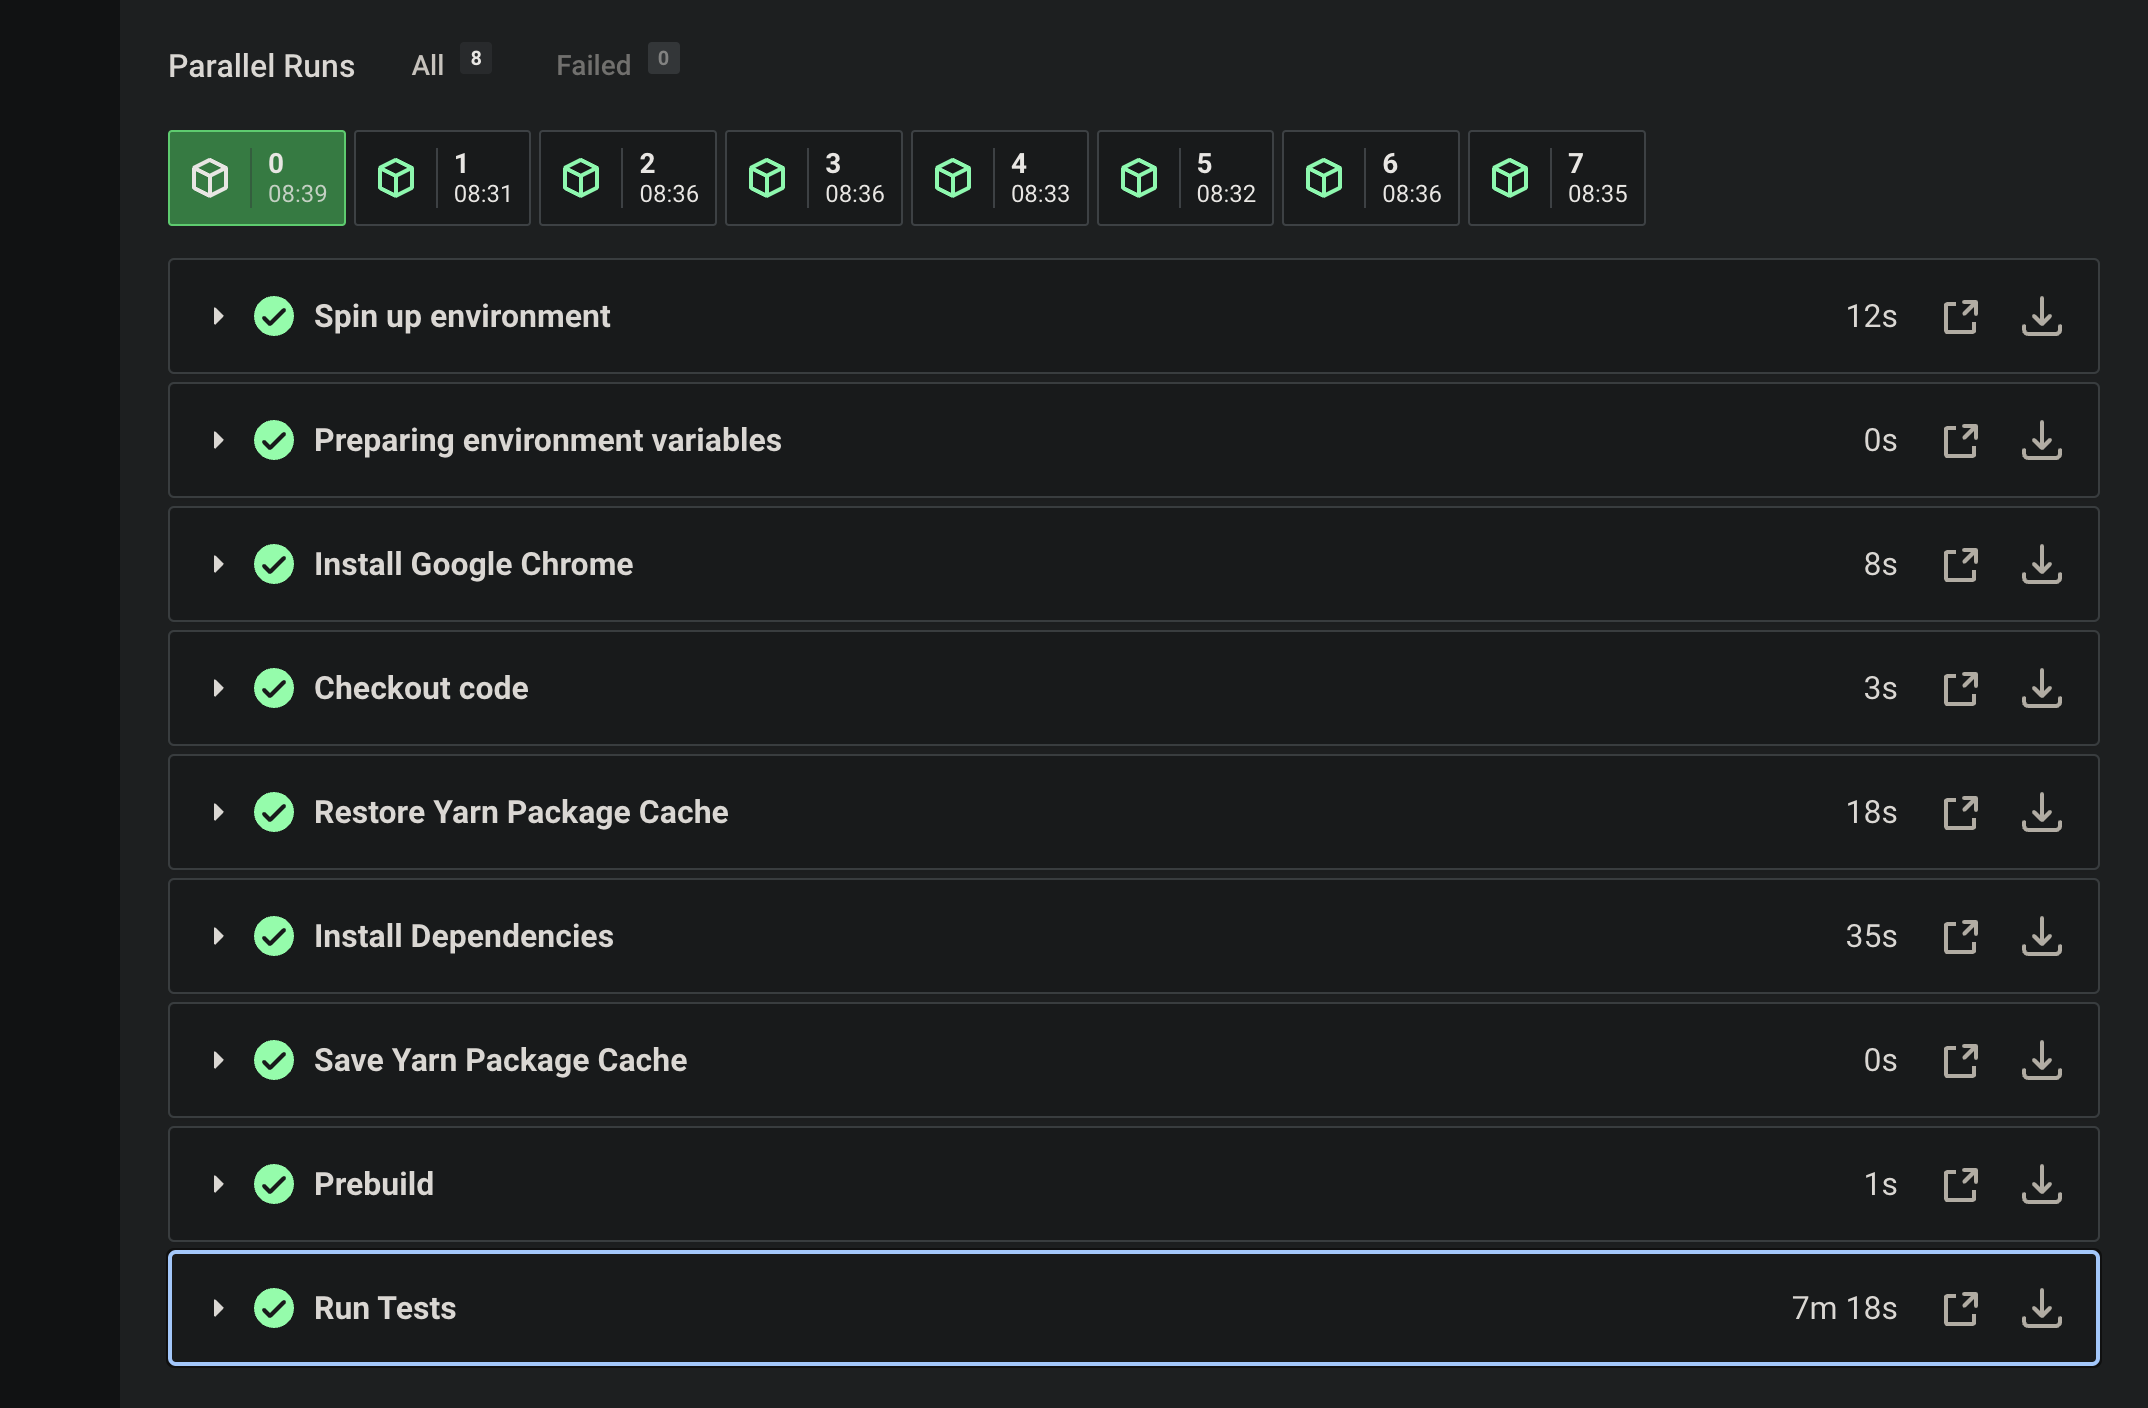 Parallel Runs All 8 Failed 0
0 1 2 3 4 5 6 7
08:39 08:31 08:36 08:36 08:33 08:32 08:36 08:35
Spin up environment 12s
Preparing environment variables 0s
Install Google Chrome 8s
Checkout code 3s
Restore Yarn Package Cache 18s
Install Dependencies 35s
Save Yarn Package Cache 0s
Prebuild 1s
Run Tests 7m 18s